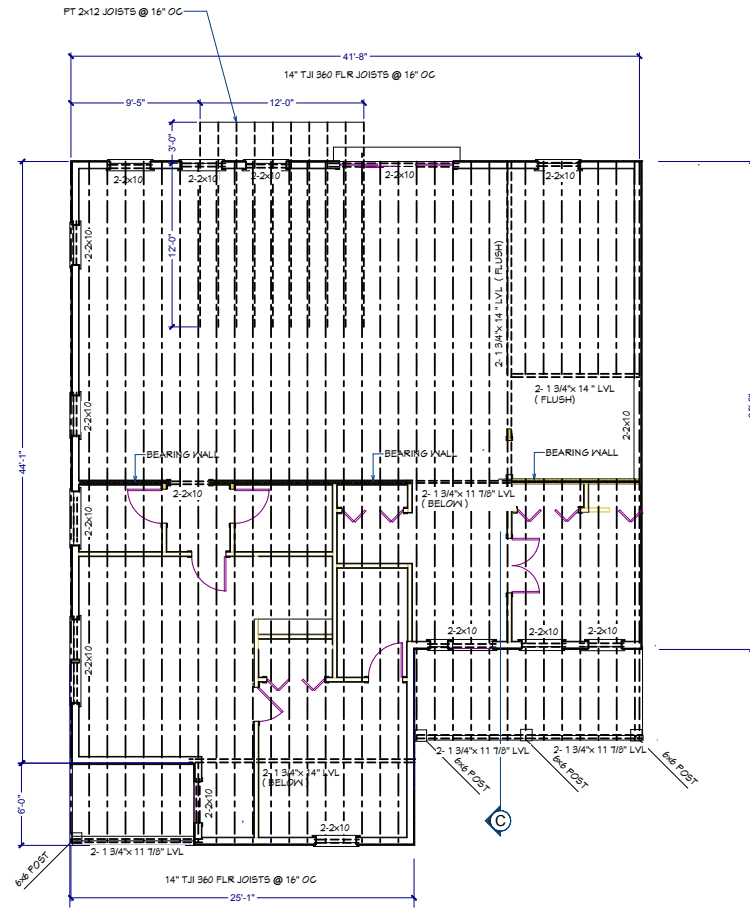 PT 2x12 JOISTS @ 16" OC
41'-8"
14" TJI 360 FLR JOISTS @ 16" OC
9'-5"
12'-0"
3'-0"
2-2x10
2-2x10
2-2x10
2-2x10
2-2x10
2-2x10
12'-0"
2- 1 3/4"x 14 " LVL ( FLUSH)
2- 1 3/4"x 14 " LVL
( FLUSH)
2-2x10
2-2x10
44'-1"
BEARING WALL
BEARING WALL
BEARING WALL
2-2x10
2- 1 3/4"x 11 7/8" LVL
( BELOW )
2-2x10
2-2x10
2-2x10
2-2x10
2-2x10
2- 1 3/4"x 11 7/8" LVL
2- 1 3/4"x 11 7/8" LVL
6x6 POST
6x6 POST
6x6 POST
2- 1 3/4"x 14" LVL
( BELOW )
2-2x10
6'-0"
C
2-2x10
2- 1 3/4"x 11 7/8" LVL
6x6 POST
14" TJI 360 FLR JOISTS @ 16" OC
25'-1"